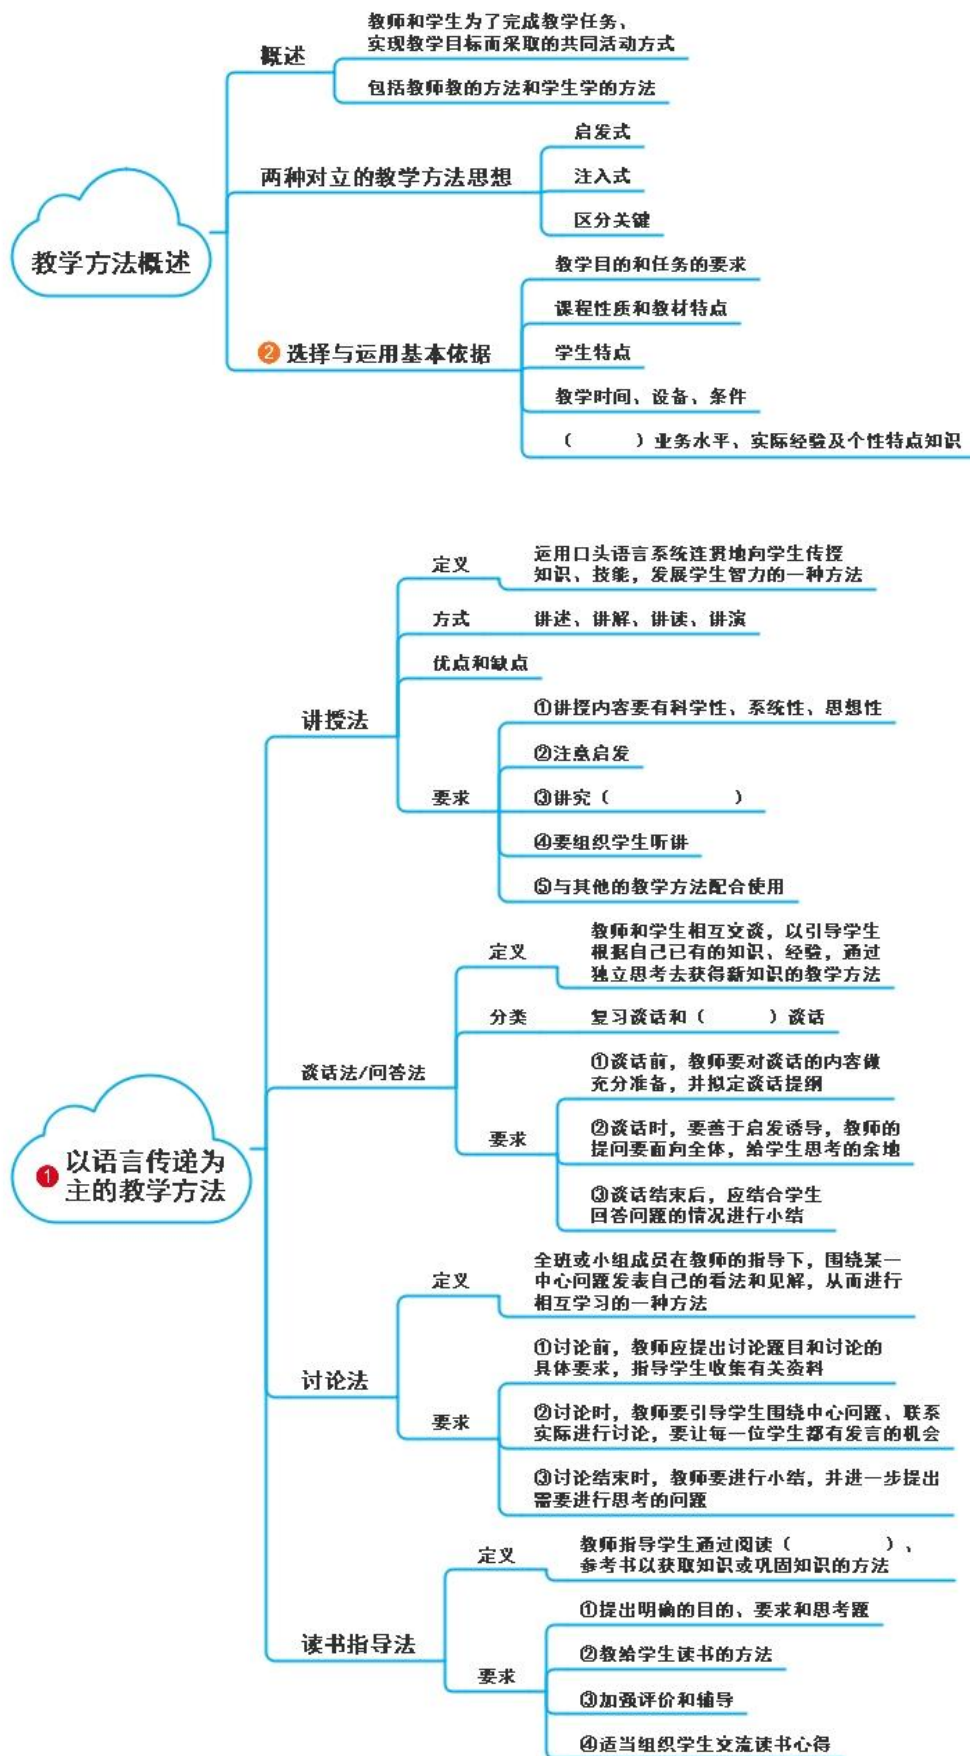 教学方法概述
概述
教师和学生为了完成教学任务、
实现教学目标而采取的共同活动方式
包括教师教的方法和学生学的方法
两种对立的教学方法思想
启发式
注入式
区分关键
2 选择与运用基本依据
教学目的和任务的要求
课程性质和教材特点
学生特点
教学时间、设备、条件
（　　　）业务水平、实际经验及个性特点知识
1 以语言传递为
主的教学方法
讲授法
定义
运用口头语言系统连贯地向学生传授
知识、技能，发展学生智力的一种方法
方式
讲述、讲解、讲读、讲演
优点和缺点
要求
①讲授内容要有科学性、系统性、思想性
②注意启发
③讲究（　　　　　　）
④要组织学生听讲
⑤与其他的教学方法配合使用
谈话法/问答法
定义
教师和学生相互交谈，以引导学生
根据自己已有的知识、经验，通过
独立思考去获得新知识的教学方法
分类
复习谈话和（　　　）谈话
要求
①谈话前，教师要对谈话的内容做
充分准备，并拟定谈话提纲
②谈话时，要善于启发诱导，教师的
提问要面向全体，给学生思考的余地
③谈话结束后，应结合学生
回答问题的情况进行小结
讨论法
定义
全班或小组成员在教师的指导下，围绕某一
中心问题发表自己的看法和见解，从而进行
相互学习的一种方法
要求
①讨论前，教师应提出讨论题目和讨论的
具体要求，指导学生收集有关资料
②讨论时，教师要引导学生围绕中心问题、联系
实际进行讨论，要让每一位学生都有发言的机会
③讨论结束时，教师要进行小结，并进一步提出
需要进行思考的问题
读书指导法
定义
教师指导学生通过阅读（　　　　）、
参考书以获取知识或巩固知识的方法
要求
①提出明确的目的、要求和思考题
②教给学生读书的方法
③加强评价和辅导
④适当组织学生交流读书心得